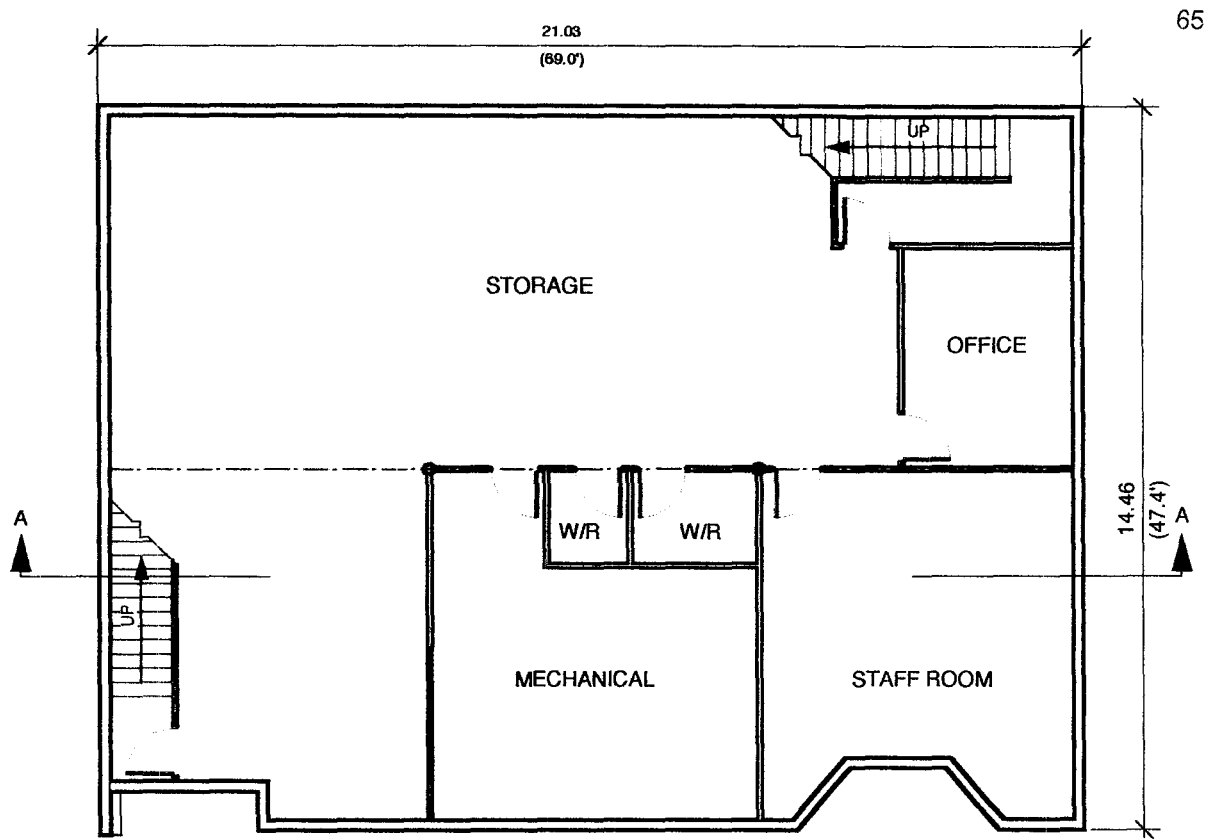 65
21.03
(69.0')
UP
STORAGE
OFFICE
14.46
(47.4')
A
A
W/R
W/R
UP
MECHANICAL
STAFF ROOM